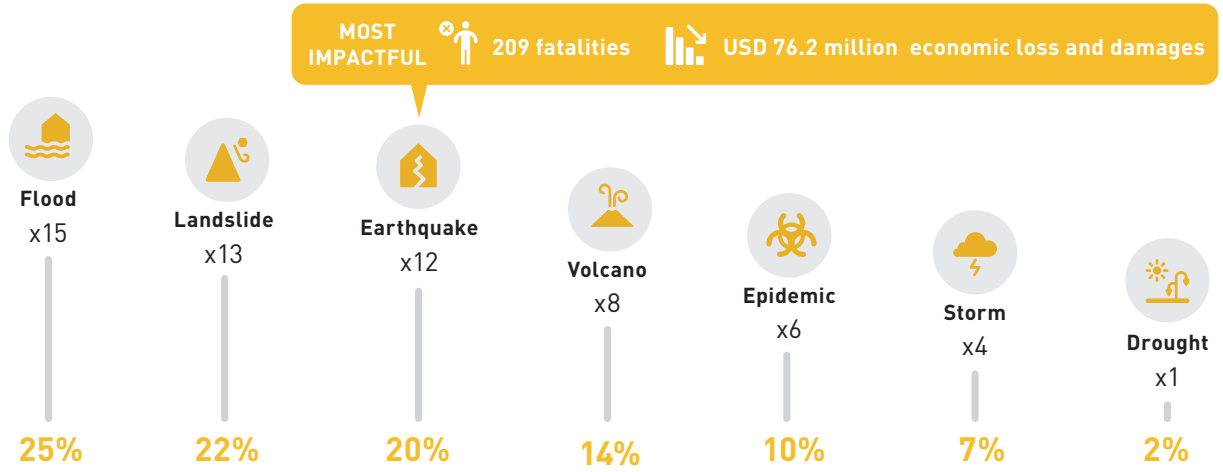 MOST
IMPACTFUL
209 fatalities
USD 76.2 million economic loss and damages
Flood
x15
25%
Landslide
x13
22%
Earthquake
x12
20%
Volcano
x8
14%
Epidemic
x6
10%
Storm
x4
7%
Drought
x1
2%